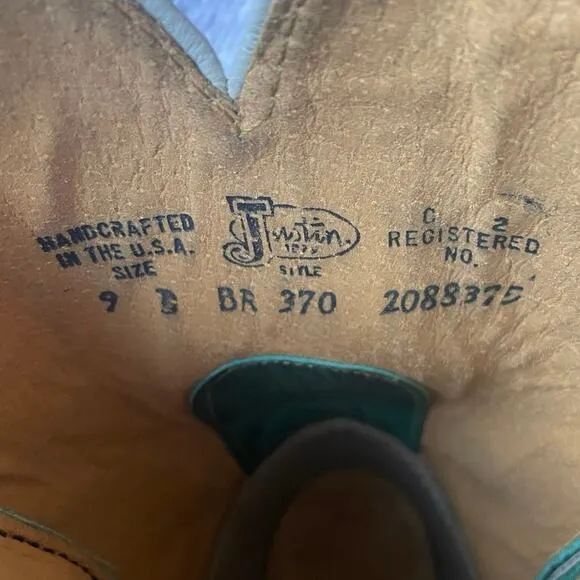 HANDCRAFTED
IN THE U.S.A.
SIZE
9 B
Justin
1879
STYLE
BR 370
C 2
REGISTERED
NO.
2088375